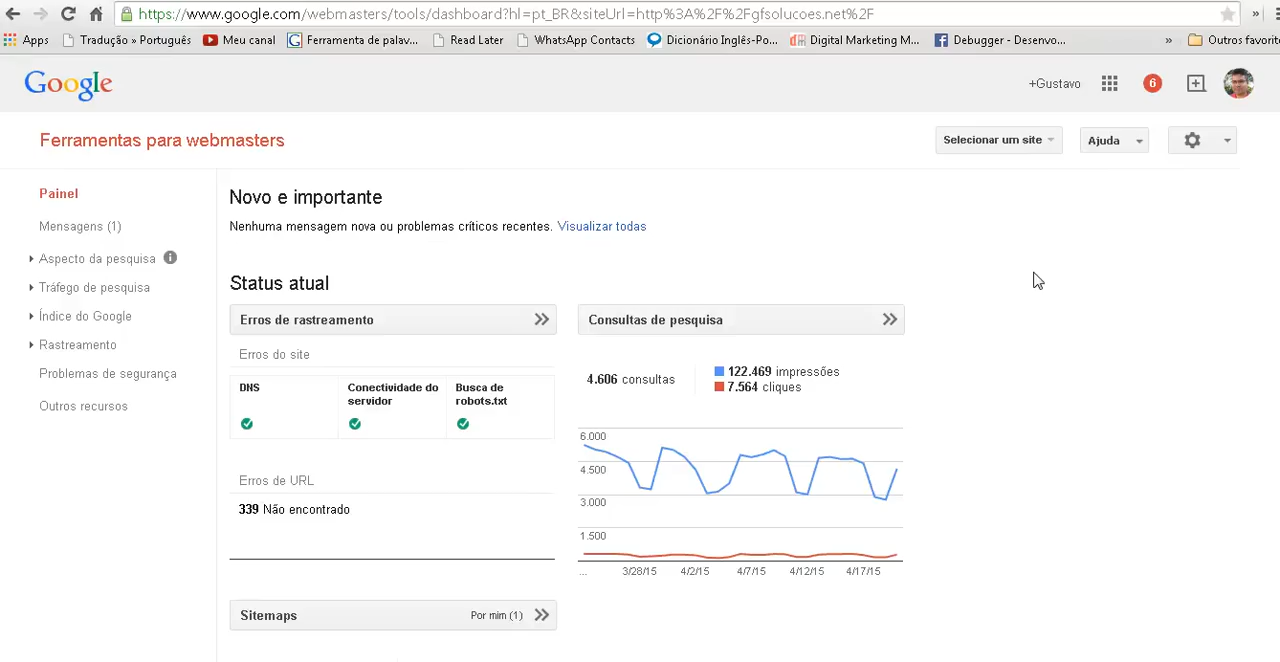 https://www.google.com/webmasters/tools/dashboard?hl=pt_BR&siteUrl=http%3A%2F%2Fgfsolucoes.net%2F
Apps Tradução » Português Meu canal Ferramenta de palav... Read Later WhatsApp Contacts Dicionário Inglês-Po... Digital Marketing M... Debugger - Desenvo... » Outros favorit
Google +Gustavo 6
Ferramentas para webmasters Selecionar um site Ajuda
Painel
Mensagens (1)
Aspecto da pesquisa
Tráfego de pesquisa
Índice do Google
Rastreamento
Problemas de segurança
Outros recursos
Novo e importante
Nenhuma mensagem nova ou problemas críticos recentes. Visualizar todas
Status atual
Erros de rastreamento
Erros do site
DNS
Conectividade do
servidor
Busca de
robots.txt
Erros de URL
339 Não encontrado
Sitemaps Por mim (1)
Consultas de pesquisa
4.606 consultas
122.469 impressões
7.564 cliques
6.000
4.500
3.000
1.500
... 3/28/15 4/2/15 4/7/15 4/12/15 4/17/15